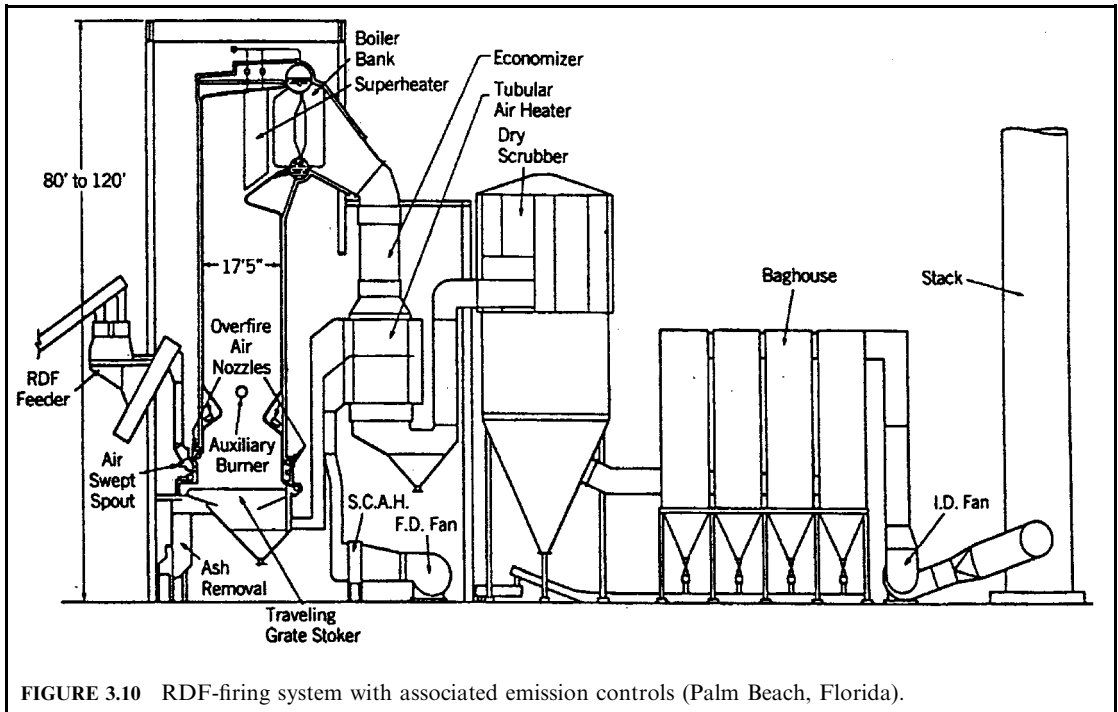 Boiler
Bank
Superheater
Economizer
Tubular
Air Heater
Dry
Scrubber
80' to 120'
17'5"
Baghouse
Stack
Overfire
Air
Nozzles
RDF
Feeder
Auxiliary
Burner
Air
Swept
Spout
S.C.A.H.
F.D. Fan
I.D. Fan
Ash
Removal
Traveling
Grate Stoker
FIGURE 3.10 RDF-firing system with associated emission controls (Palm Beach, Florida).